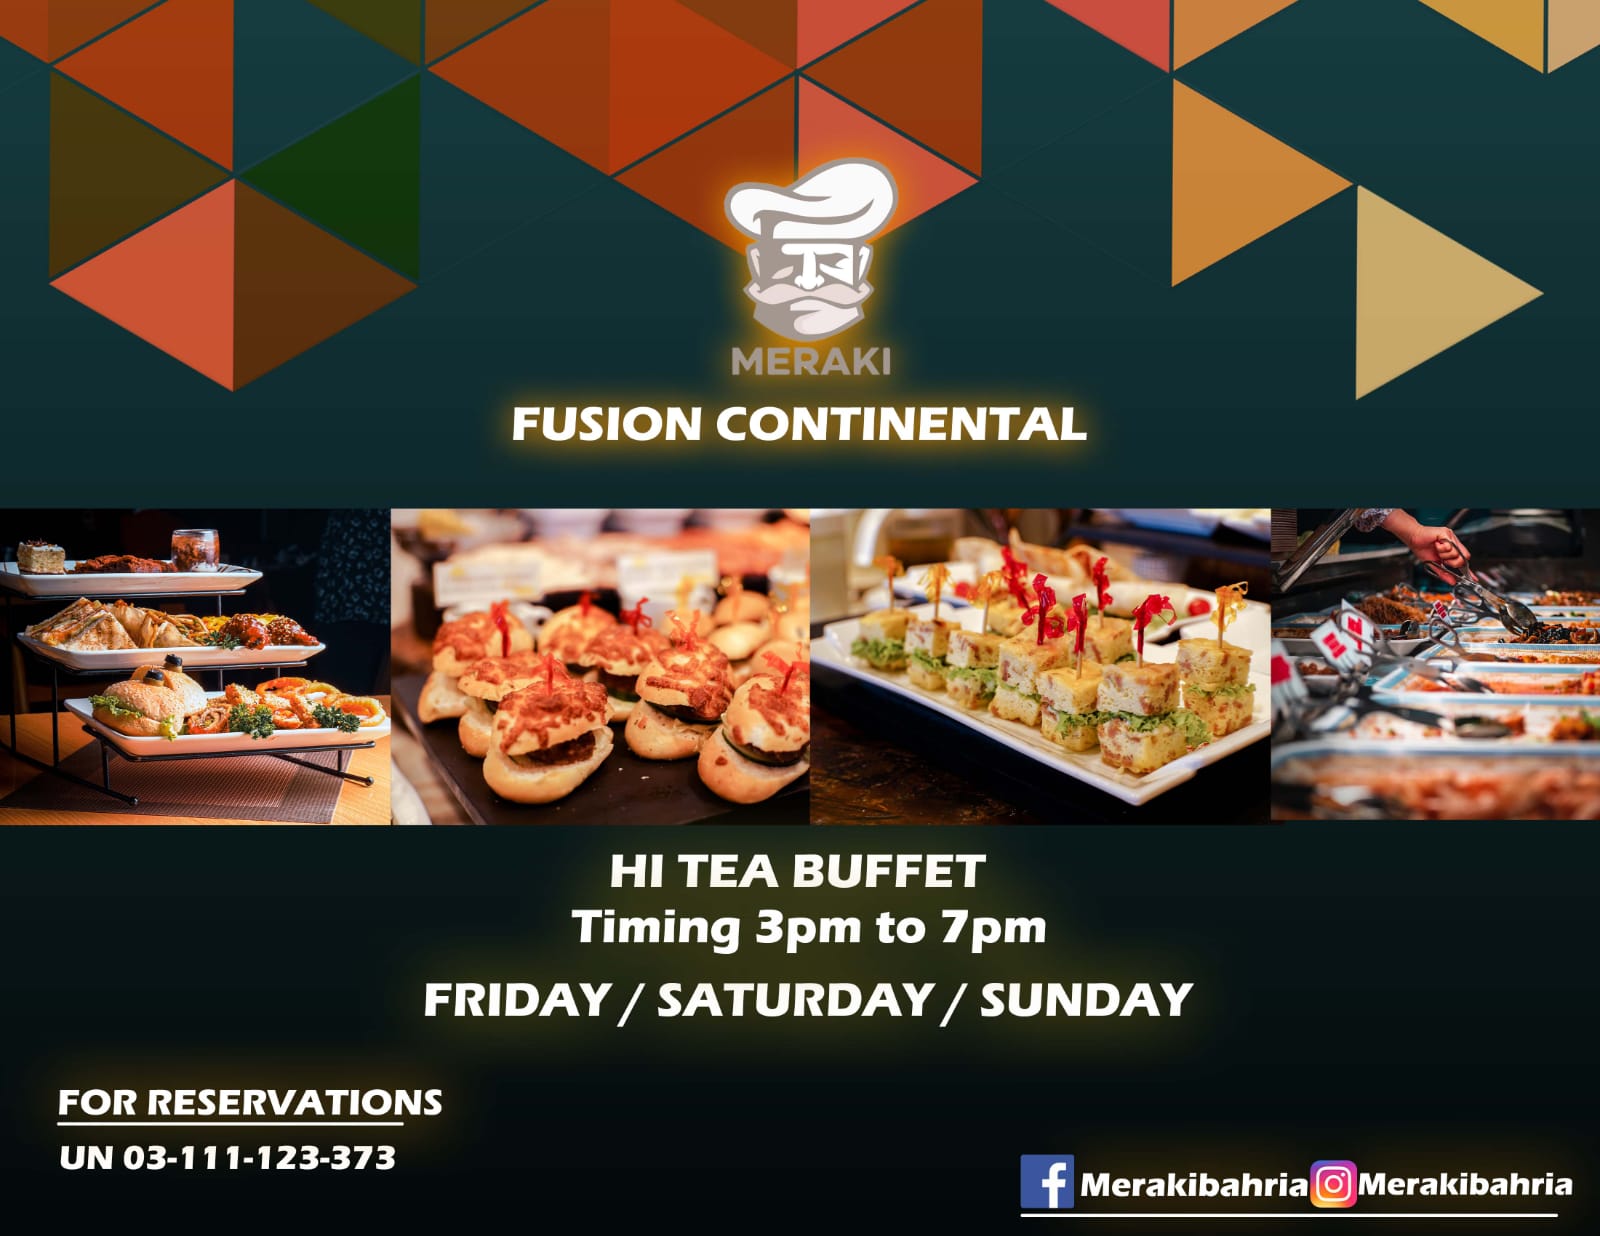 MERAKI
FUSION CONTINENTAL
HI TEA BUFFET
Timing 3pm to 7pm
FRIDAY / SATURDAY / SUNDAY
FOR RESERVATIONS
UN 03-111-123-373
Merakibahria Merakibahria